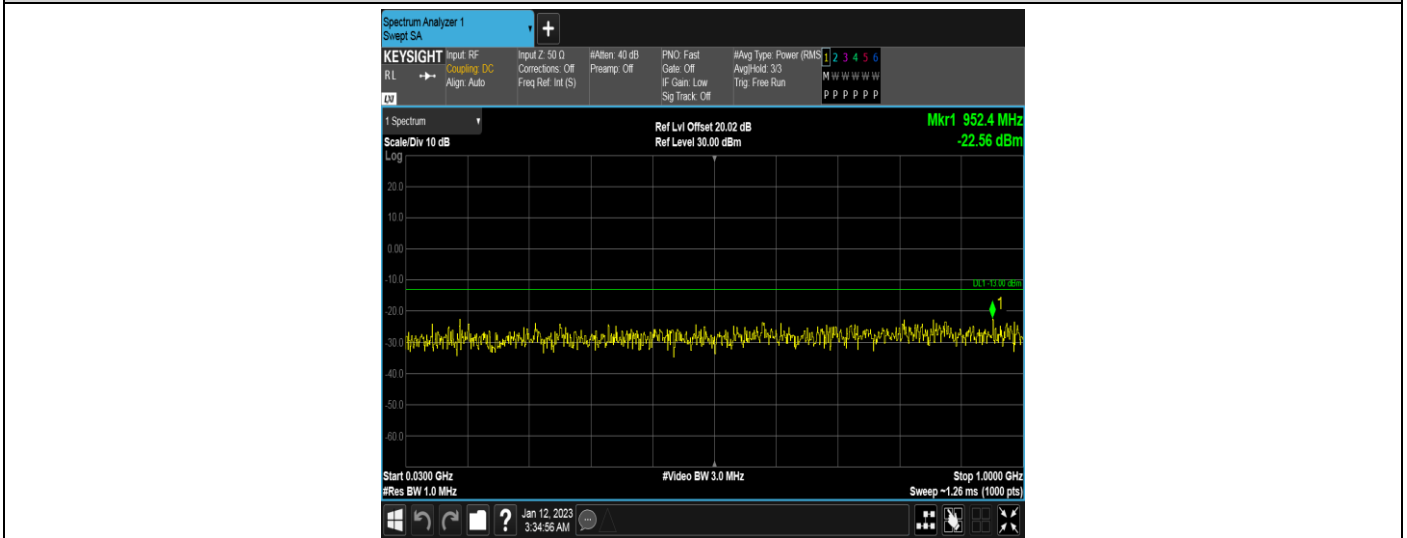 Spectrum Analyzer 1
Swept SA
+
KEYSIGHT
RL
LXI
Input: RF
Coupling: DC
Align: Auto
Input Z: 50 Ω
Corrections: Off
Freq Ref: Int (S)
#Atten: 40 dB
Preamp: Off
PNO: Fast
Gate: Off
IF Gain: Low
Sig Track: Off
#Avg Type: Power (RMS
Avg|Hold: 3/3
Trig: Free Run
1 2 3 4 5 6
M W W W W W
P P P P P P
1 Spectrum
Scale/Div 10 dB
Ref Lvl Offset 20.02 dB
Ref Level 30.00 dBm
Mkr1 952.4 MHz
-22.56 dBm
Log
20.0
10.0
0.00
-10.0
DL1 -13.00 dBm
1
-20.0
-30.0
-40.0
-50.0
-60.0
Start 0.0300 GHz
#Video BW 3.0 MHz
Stop 1.0000 GHz
#Res BW 1.0 MHz
Sweep ~1.26 ms (1000 pts)
?
Jan 12, 2023
3:34:56 AM